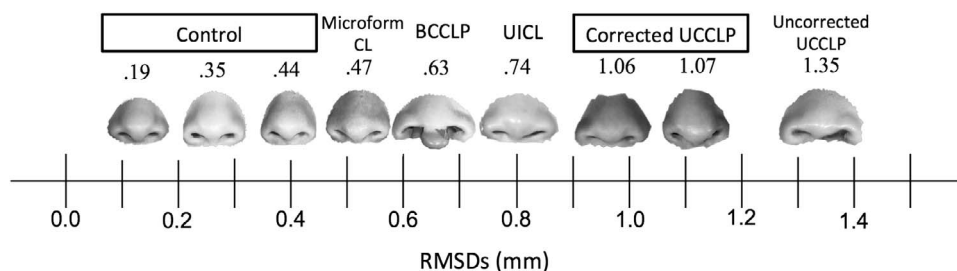 Control
Microform
CL
BCCLP
UICL
Corrected UCCLP
Uncorrected
UCCLP
.19 .35 .44 .47 .63 .74 1.06 1.07 1.35
0.0 0.2 0.4 0.6 0.8 1.0 1.2 1.4
RMSDs (mm)